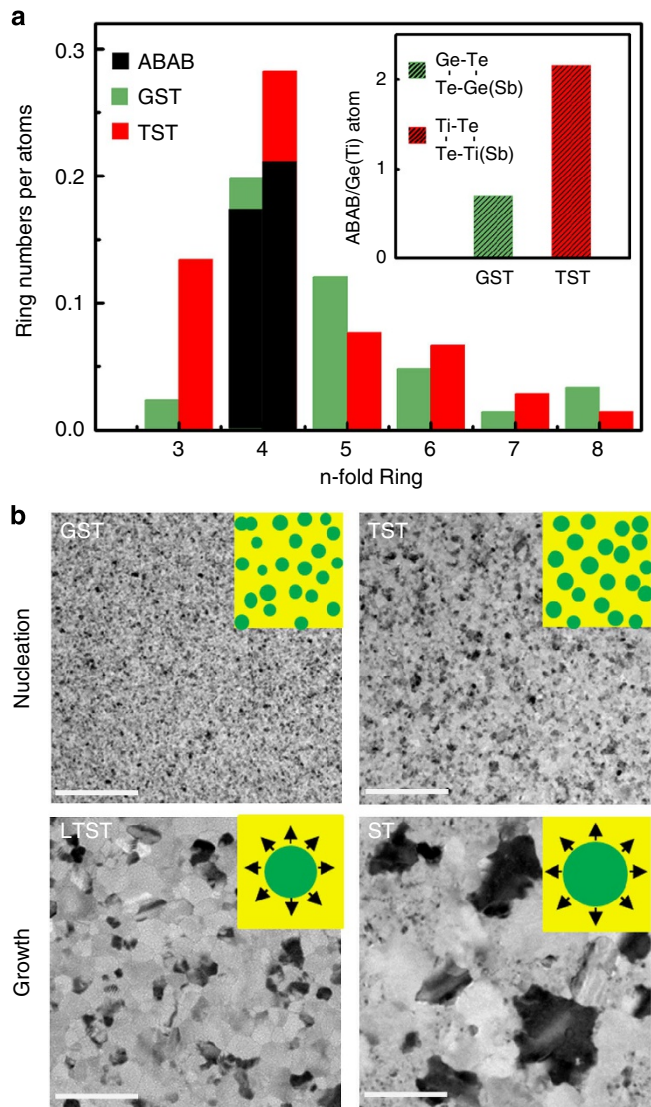 a
0.3
0.2
0.1
0.0
Ring numbers per atoms
ABAB
GST
TST
2
1
0
ABAB/Ge(Ti) atom
Ge-Te
Te-Ge(Sb)
Ti-Te
Te-Ti(Sb)
GST TST
3 4 5 6 7 8
n-fold Ring
b
Nucleation
GST
TST
Growth
LTST
ST